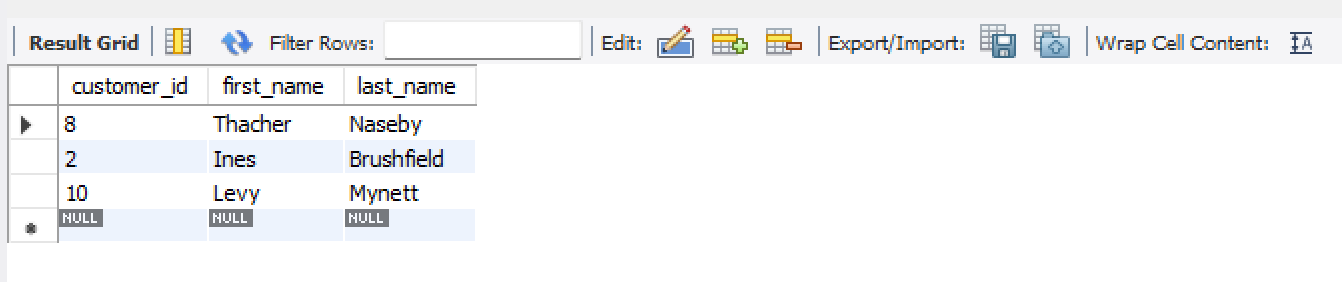 Result Grid Filter Rows: Edit: Export/Import: Wrap Cell Content: IA
customer_id first_name last_name
8 Thacher Naseby
2 Ines Brushfield
10 Levy Mynett
NULL NULL NULL